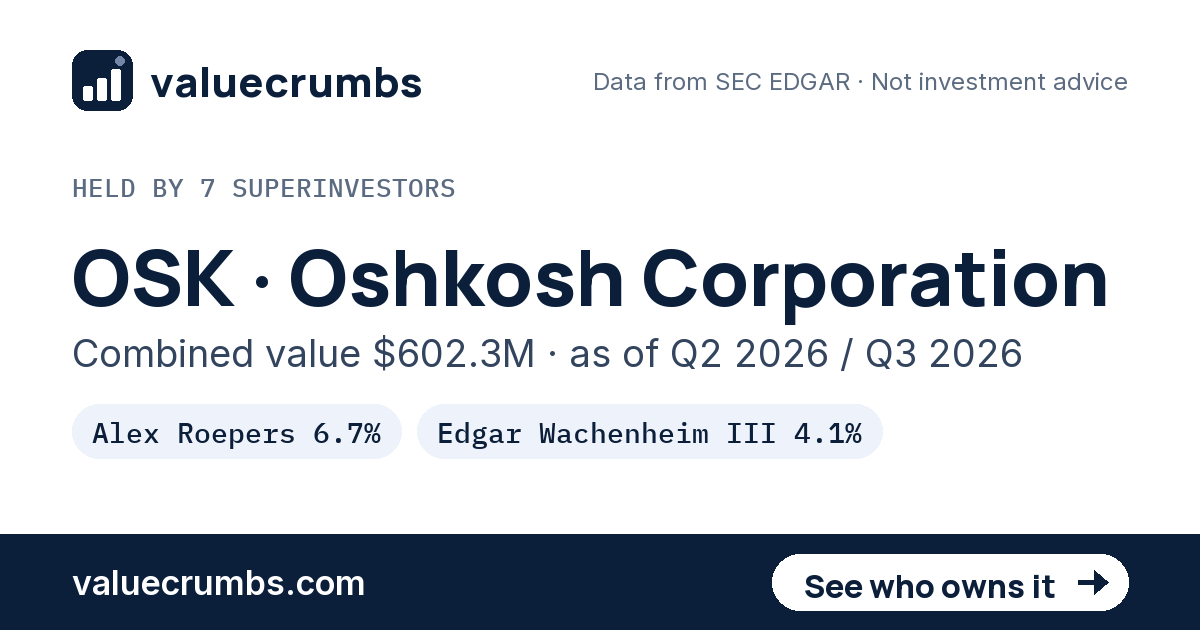 valuecrumbs
Data from SEC EDGAR · Not investment advice
HELD BY 7 SUPERINVESTORS
OSK · Oshkosh Corporation
Combined value $602.3M · as of Q2 2026 / Q3 2026
Alex Roepers 6.7%
Edgar Wachenheim III 4.1%
valuecrumbs.com
See who owns it →